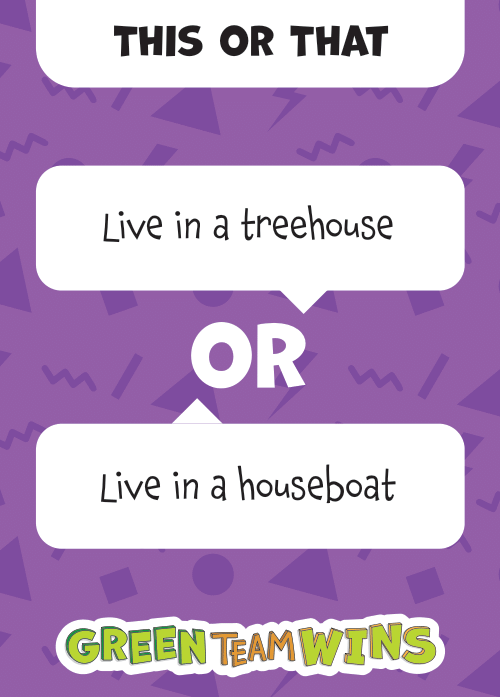 THIS OR THAT
Live in a treehouse
OR
Live in a houseboat
GREEN TEAM WINS